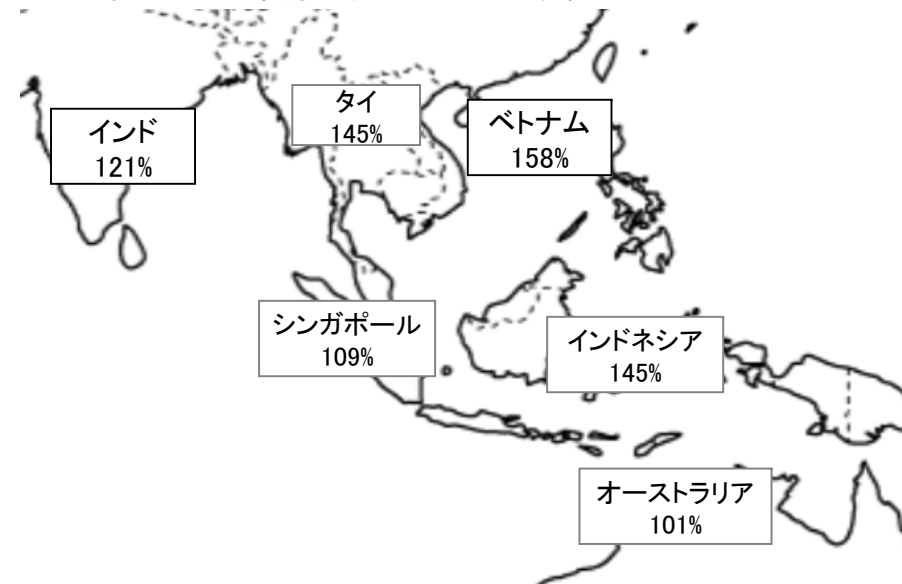 タイ
145%
インド
121%
ベトナム
158%
シンガポール
109%
インドネシア
145%
オーストラリア
101%